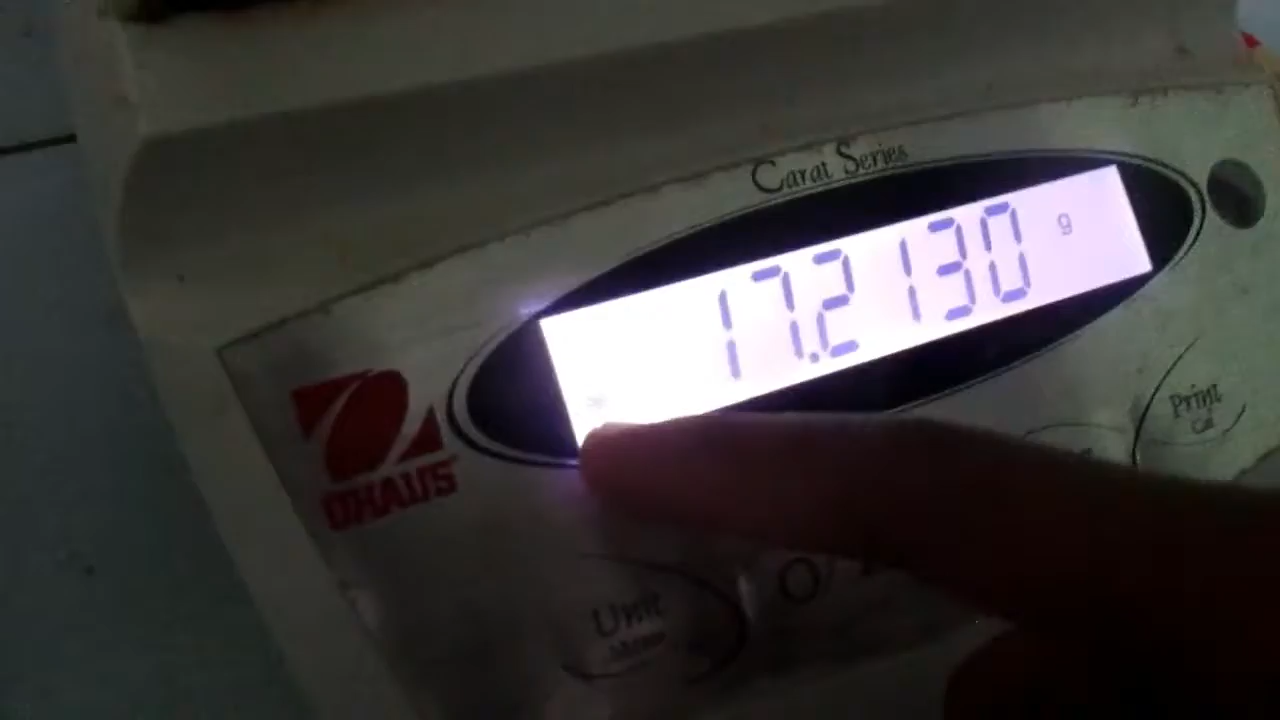 Carat Series
17.2130 g
OHAUS
Print
Cal
Unit
O/